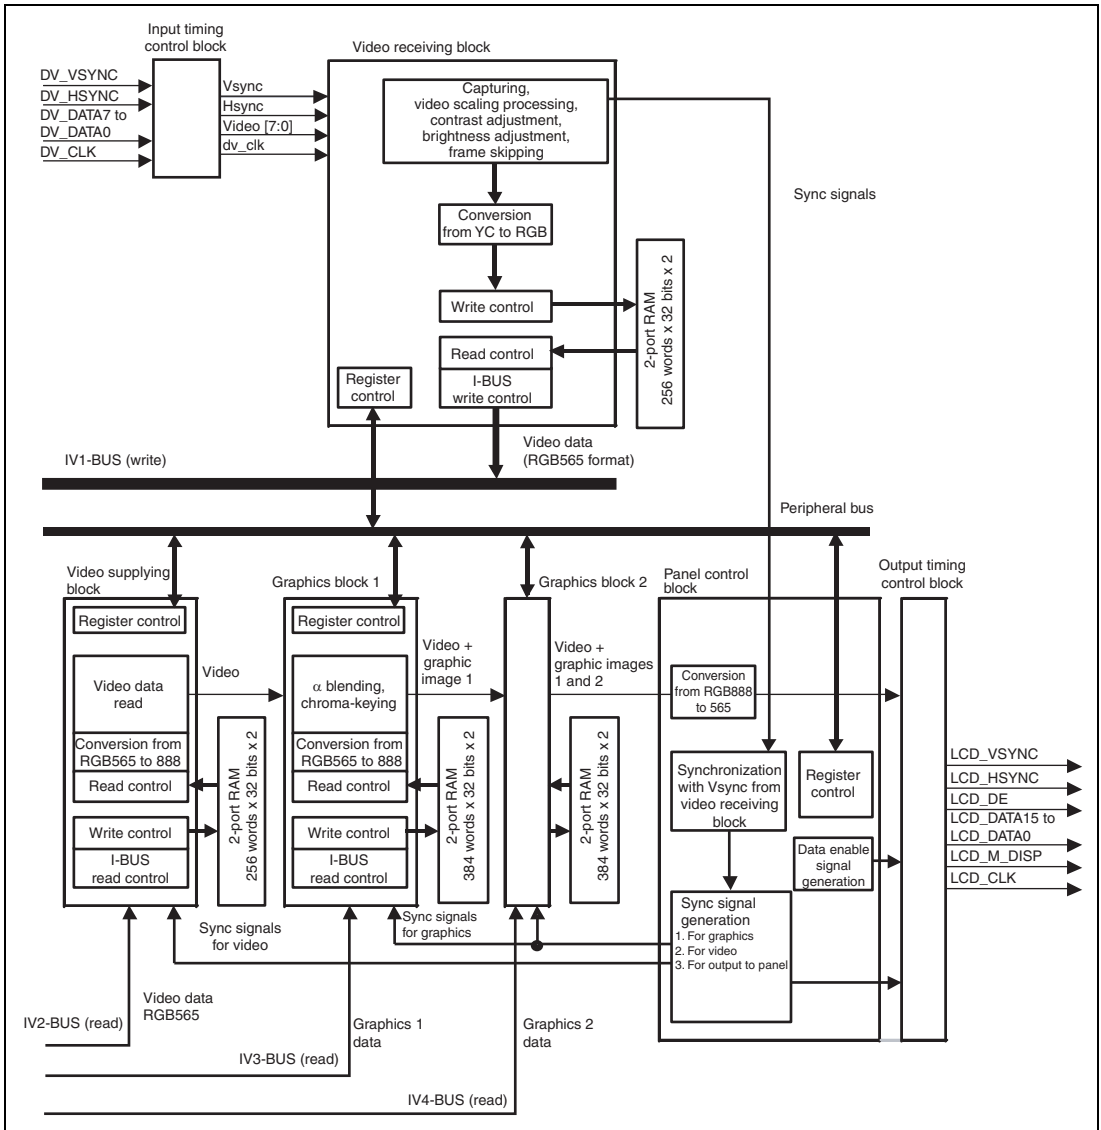 Input timing
control block
Video receiving block
DV_VSYNC
DV_HSYNC
DV_DATA7 to
DV_DATA0
DV_CLK
Vsync
Hsync
Video [7:0]
dv_clk
Capturing,
video scaling processing,
contrast adjustment,
brightness adjustment,
frame skipping
Sync signals
Conversion
from YC to RGB
Write control
Read control
I-BUS
write control
2-port RAM
256 words x 32 bits x 2
Register
control
Video data
(RGB565 format)
IV1-BUS (write)
Peripheral bus
Video supplying
block
Graphics block 1
Graphics block 2
Panel control
block
Output timing
control block
Register control
Video data
read
Conversion from
RGB565 to 888
Read control
Write control
I-BUS
read control
Video
2-port RAM
256 words x 32 bits x 2
Register control
α blending,
chroma-keying
Conversion from
RGB565 to 888
Read control
Write control
I-BUS
read control
Video +
graphic
image 1
2-port RAM
384 words x 32 bits x 2
Video +
graphic images
1 and 2
2-port RAM
384 words x 32 bits x 2
Conversion
from RGB888
to 565
Synchronization
with Vsync from
video receiving
block
Register
control
Data enable
signal
generation
Sync signal
generation
1. For graphics
2. For video
3. For output to panel
LCD_VSYNC
LCD_HSYNC
LCD_DE
LCD_DATA15 to
LCD_DATA0
LCD_M_DISP
LCD_CLK
Sync signals
for video
Sync signals
for graphics
Video data
RGB565
Graphics 1
data
Graphics 2
data
IV2-BUS (read)
IV3-BUS (read)
IV4-BUS (read)